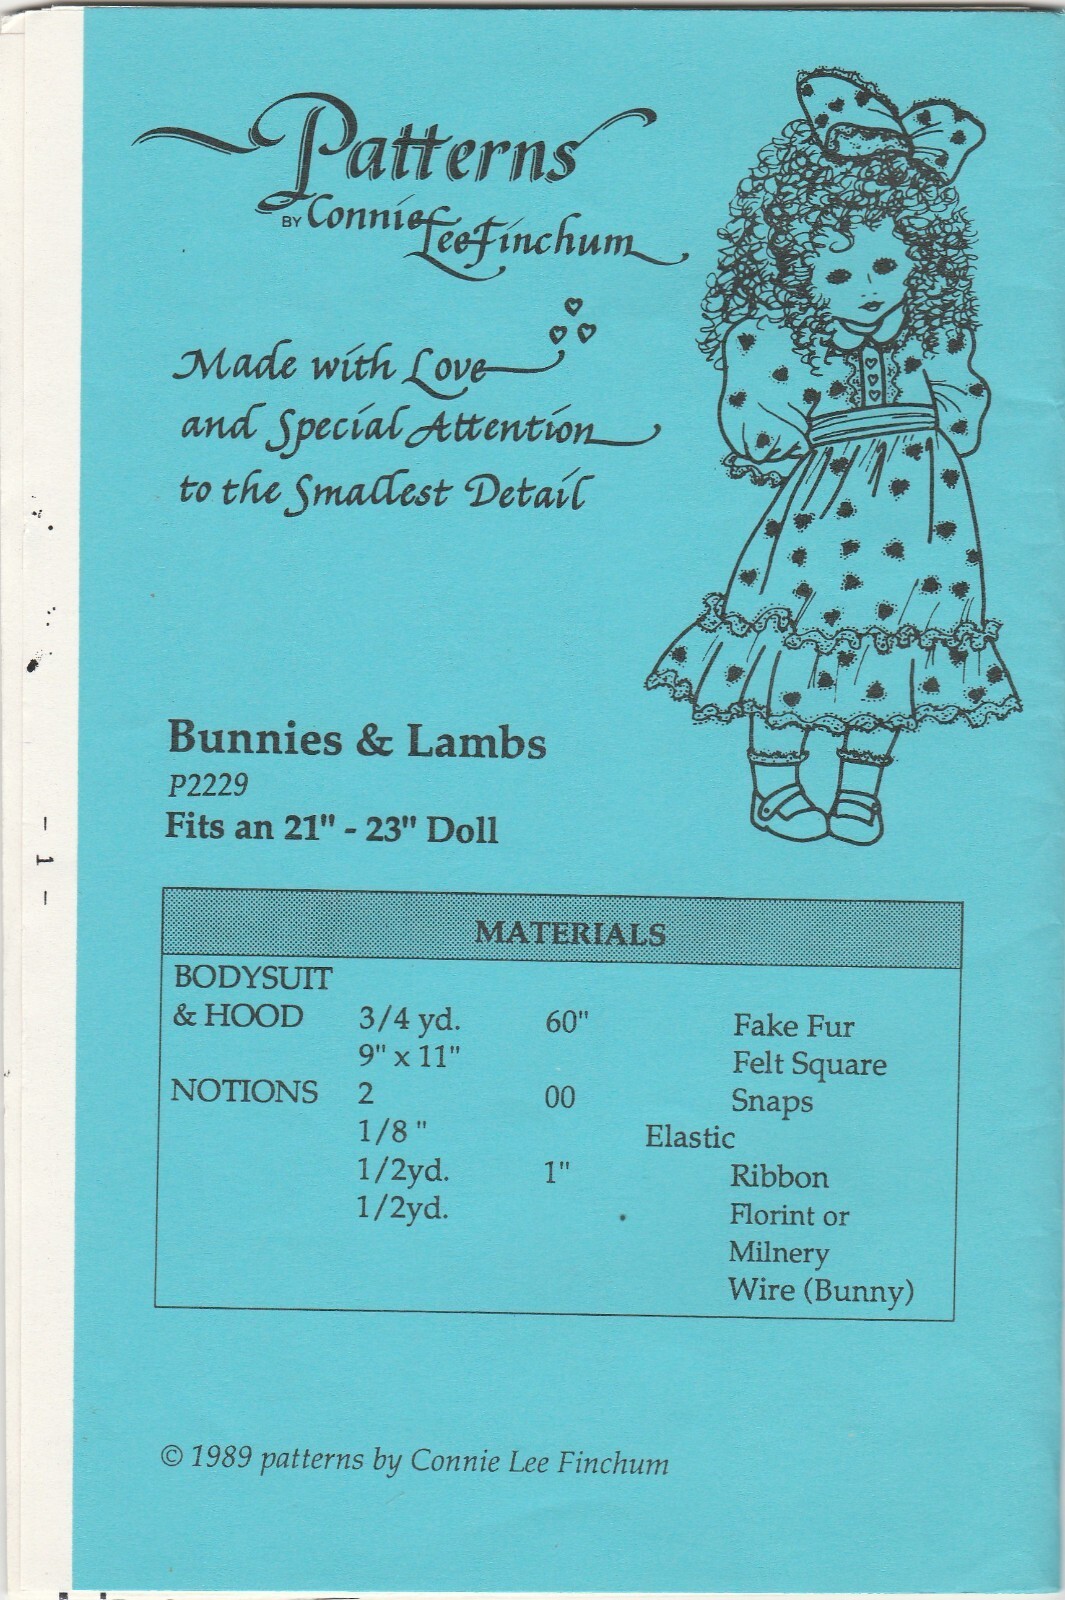 Patterns
BY Connie
Lee Finchum
Made with Love
and Special Attention
to the Smallest Detail
Bunnies & Lambs
P2229
Fits an 21" - 23" Doll
MATERIALS
BODYSUIT
& HOOD 3/4 yd. 60" Fake Fur
9" x 11" Felt Square
NOTIONS 2 00 Snaps
1/8 " Elastic
1/2yd. 1" Ribbon
1/2yd. Florint or
Milnery
Wire (Bunny)
© 1989 patterns by Connie Lee Finchum
- 1 -